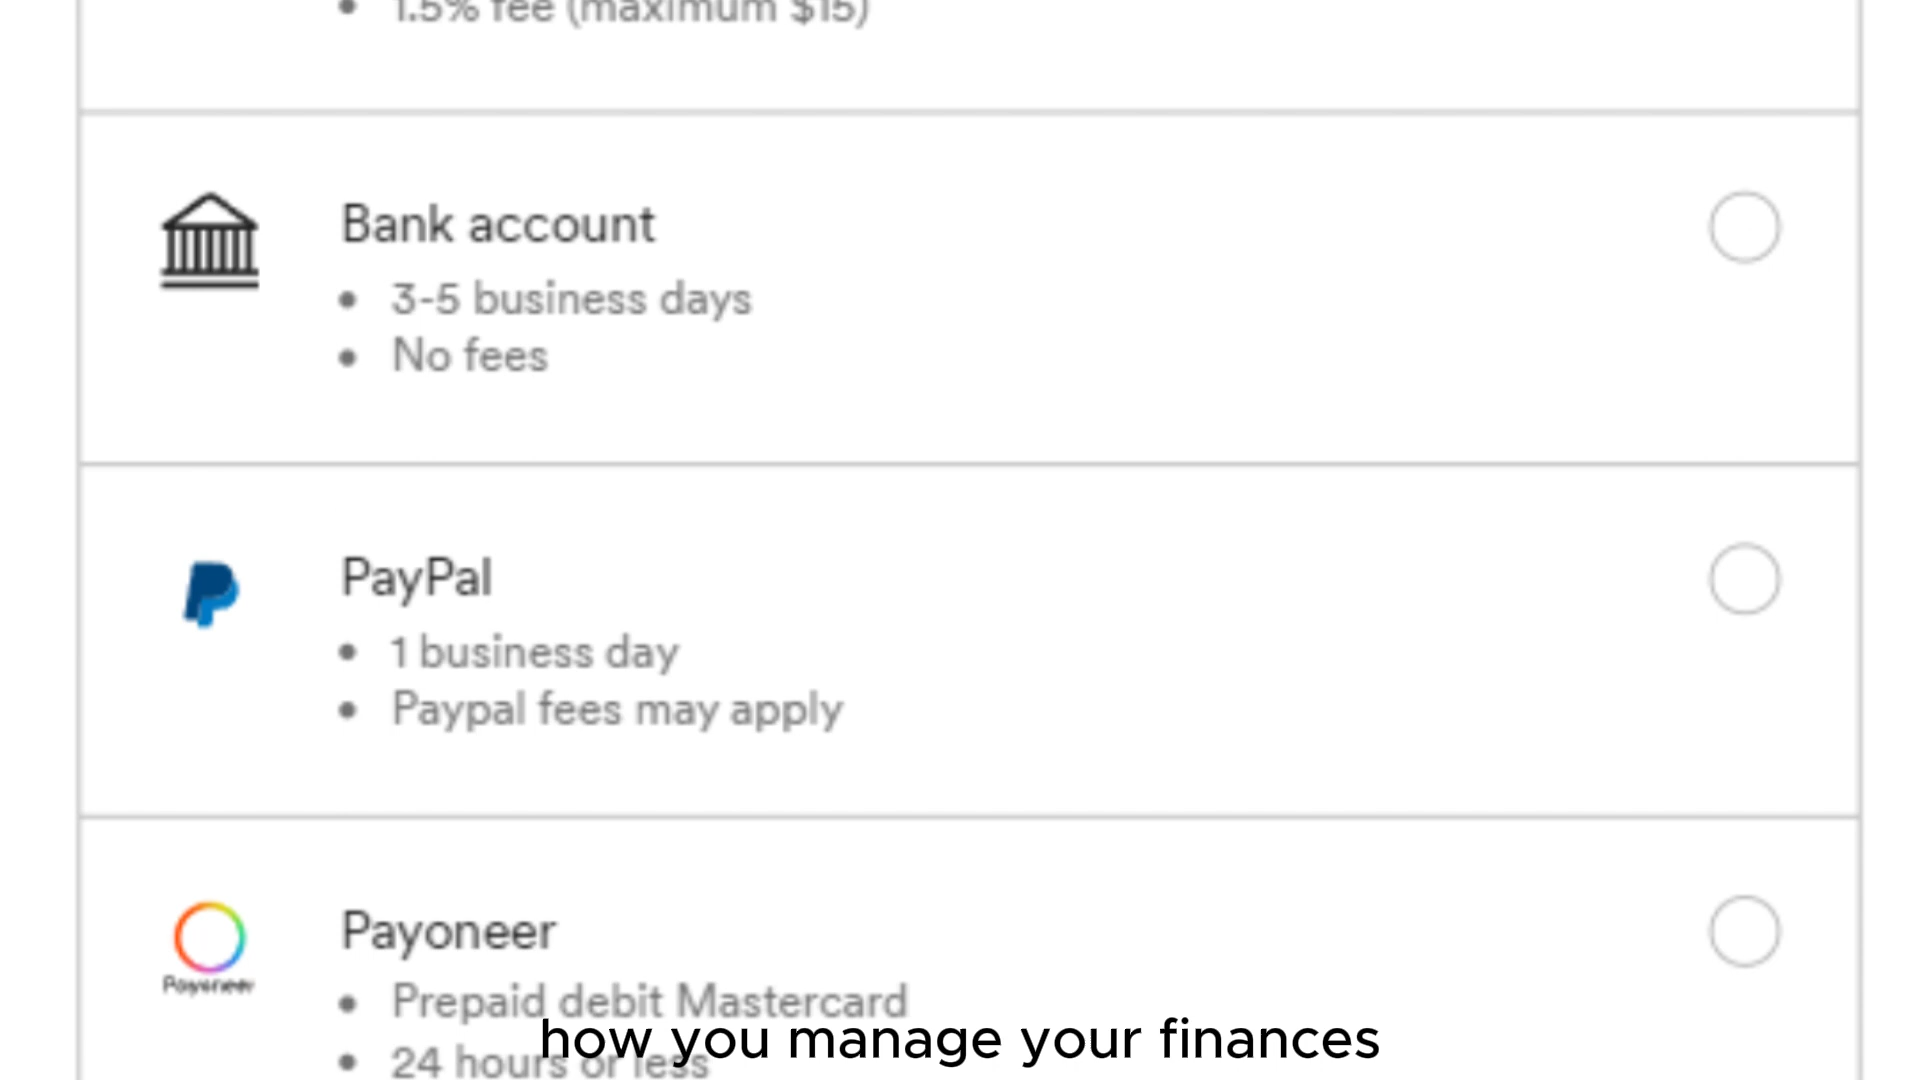 1.5% fee (maximum $15)
Bank account
3-5 business days
No fees
PayPal
1 business day
Paypal fees may apply
Payoneer
Payoneer
Prepaid debit Mastercard
how you manage your finances
24 hours or less